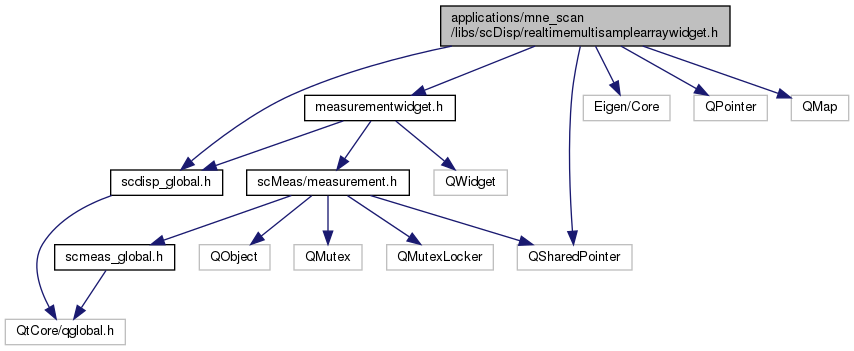 applications/mne_scan
/libs/scDisp/realtimemultisamplearraywidget.h
measurementwidget.h
Eigen/Core
QPointer
QMap
scdisp_global.h
scMeas/measurement.h
QWidget
scmeas_global.h
QObject
QMutex
QMutexLocker
QSharedPointer
QtCore/qglobal.h